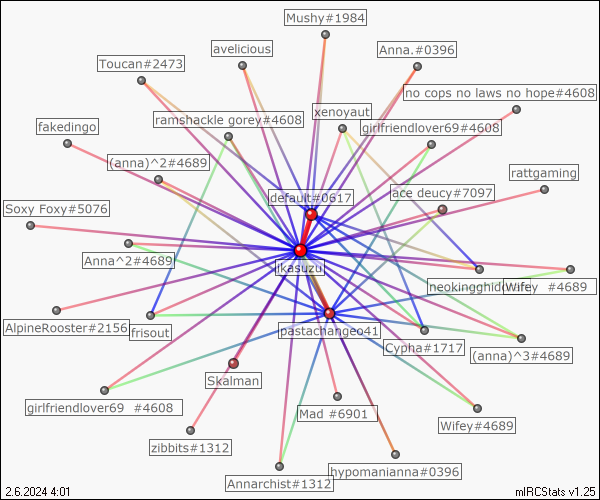 Mushy#1984
avelicious
Anna.#0396
Toucan#2473
no cops no laws no hope#4608
xenoyaut
ramshackle gorey#4608
girlfriendlover69#4608
fakedingo
(anna)^2#4689
rattgaming
ace deucy#7097
default#0617
Soxy Foxy#5076
Anna^2#4689
ikasuzu
Wifey #4689
AlpineRooster#2156
frisout
pastachangeo41
Cypha#1717
(anna)^3#4689
Skalman
girlfriendlover69 #4608
Mad #6901
Wifey#4689
zibbits#1312
hypomanianna#0396
Annarchist#1312
2.6.2024 4:01
mIRCStats v1.25